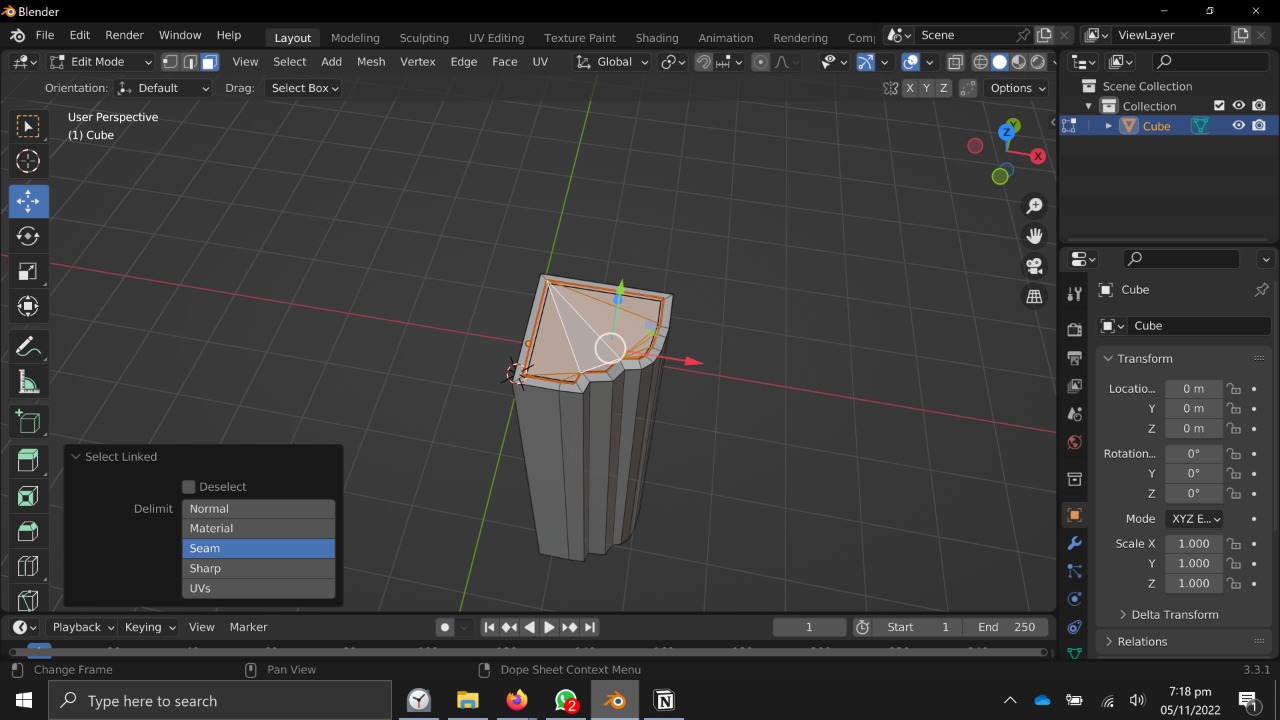 Blender
File Edit Render Window Help Layout Modeling Sculpting UV Editing Texture Paint Shading Animation Rendering Comp Scene ViewLayer
Edit Mode View Select Add Mesh Vertex Edge Face UV Global
Orientation: Default Drag: Select Box X Y Z Options
Scene Collection
Collection
Cube
User Perspective
(1) Cube
Z Y X
Select Linked
Deselect
Delimit Normal
Material
Seam
Sharp
UVs
Cube
Cube
Transform
Locatio... 0 m
Y 0 m
Z 0 m
Rotation... 0°
Y 0°
Z 0°
Mode XYZ E...
Scale X 1.000
Y 1.000
Z 1.000
Delta Transform
Relations
Playback Keying View Marker 1 Start 1 End 250
Change Frame Pan View Dope Sheet Context Menu 3.3.1
Type here to search 2 7:18 pm
05/11/2022 1